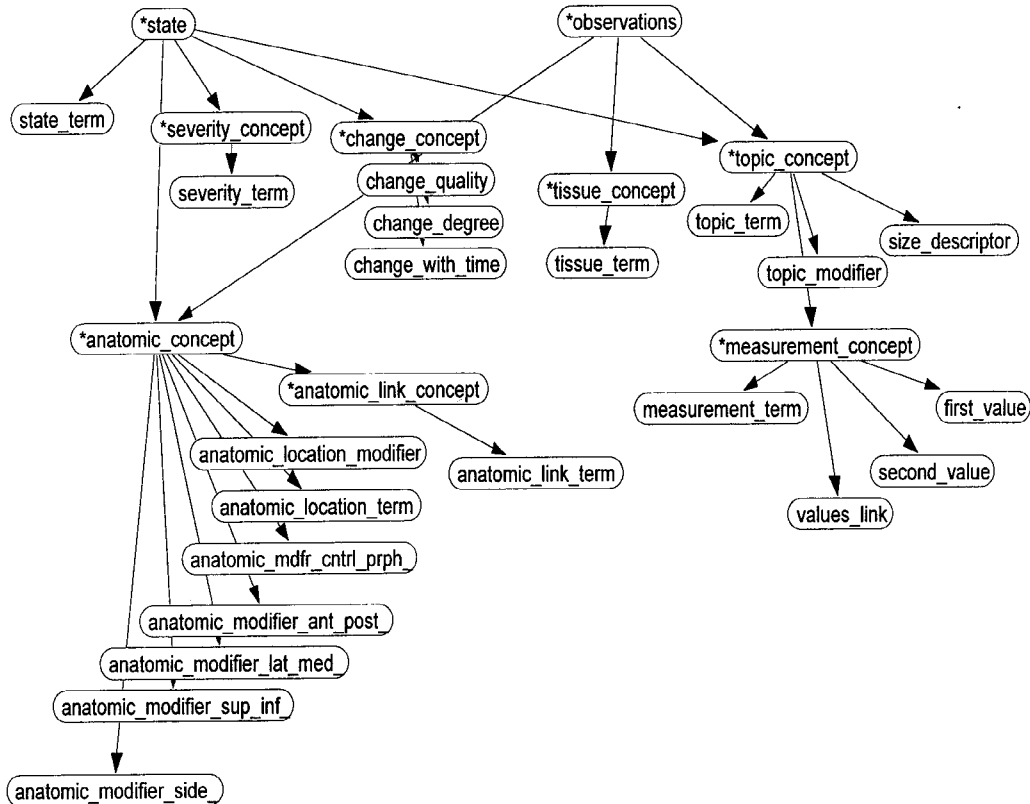 *state
*observations
state_term
*severity_concept
*change_concept
*topic_concept
severity_term
change_quality
*tissue_concept
topic_term
change_degree
size_descriptor
change_with_time
tissue_term
topic_modifier
*anatomic_concept
*measurement_concept
*anatomic_link_concept
measurement_term
first_value
anatomic_location_modifier
anatomic_link_term
second_value
anatomic_location_term
values_link
anatomic_mdfr_cntrl_prph_
anatomic_modifier_ant_post_
anatomic_modifier_lat_med_
anatomic_modifier_sup_inf_
anatomic_modifier_side_